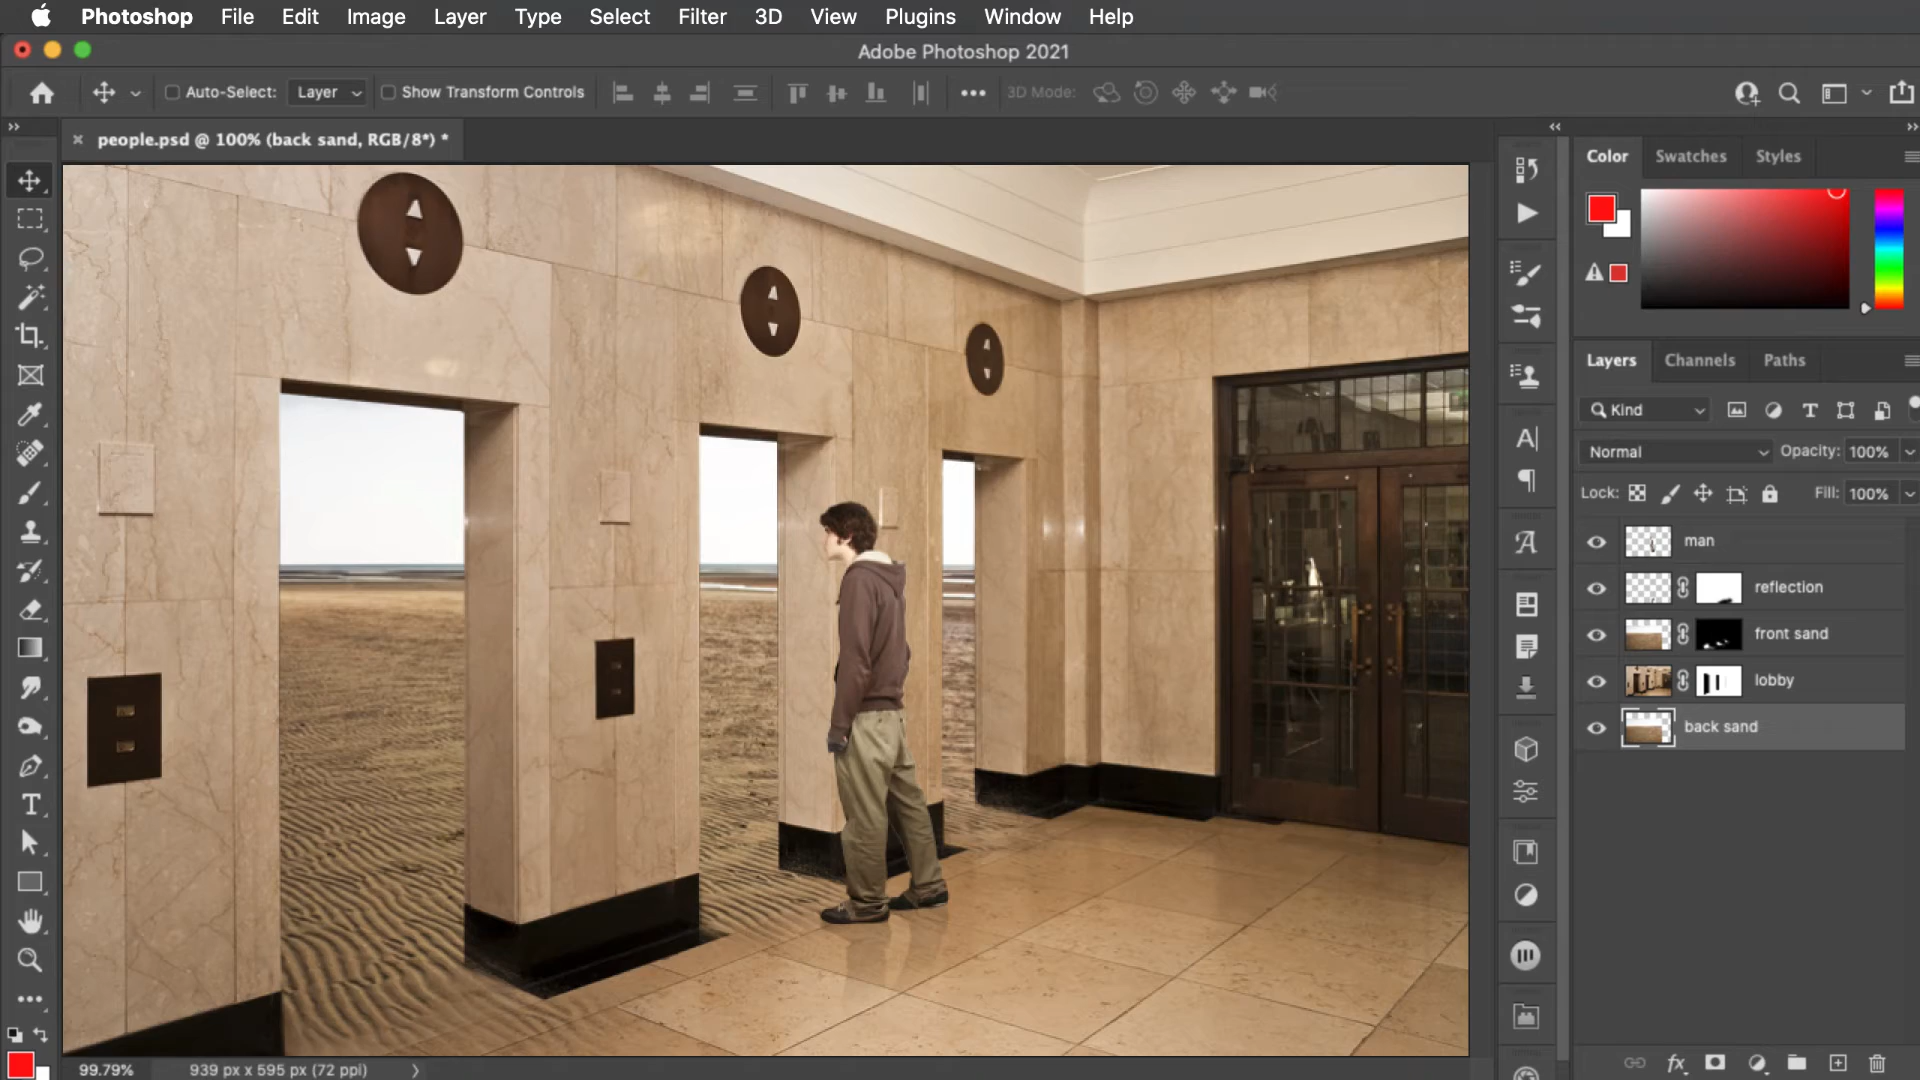 Photoshop File Edit Image Layer Type Select Filter 3D View Plugins Window Help
Adobe Photoshop 2021
Auto-Select: Layer Show Transform Controls 3D Mode:
people.psd @ 100% (back sand, RGB/8*) *
Color Swatches Styles
Layers Channels Paths
Kind
Normal Opacity: 100%
Lock: Fill: 100%
man
reflection
front sand
lobby
back sand
fx
99.79% 939 px x 595 px (72 ppi)